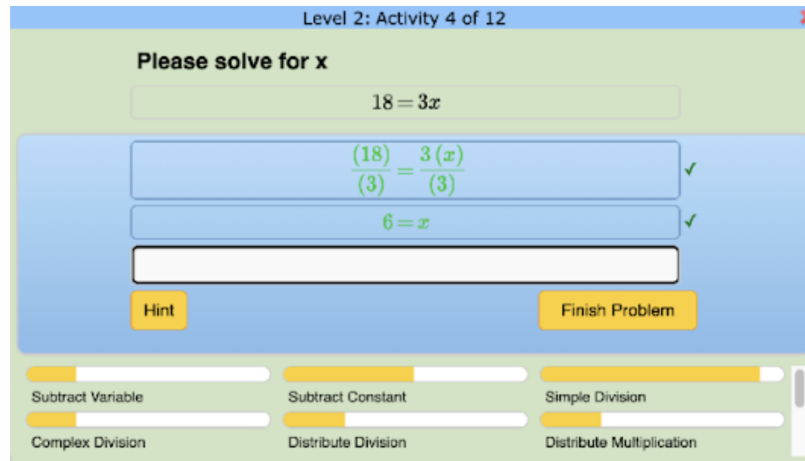 Level 2: Activity 4 of 12
Please solve for x
18 = 3x
(18)/(3) = 3(x)/(3) ✓
6 = x ✓
Hint Finish Problem
Subtract Variable Subtract Constant Simple Division
Complex Division Distribute Division Distribute Multiplication